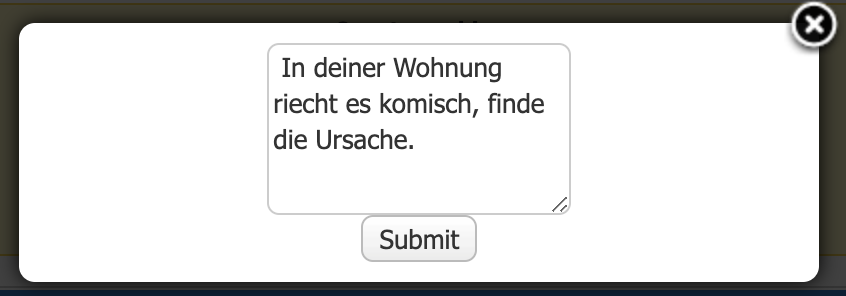 In deiner Wohnung
riecht es komisch, finde
die Ursache.
Submit